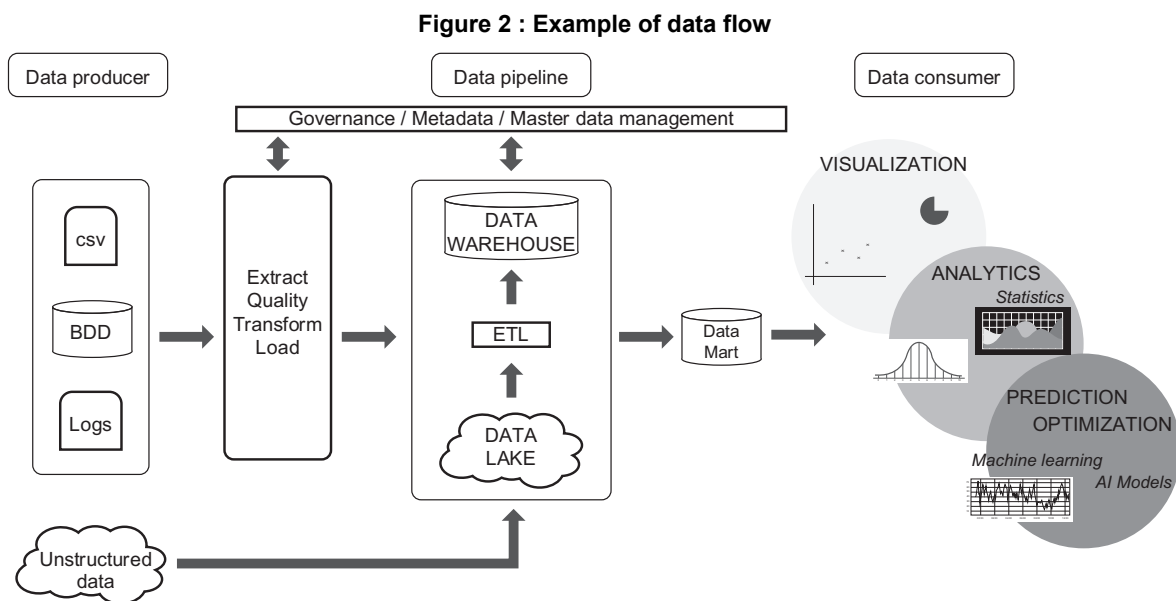 Figure 2 : Example of data flow
Data producer
Data pipeline
Data consumer
Governance / Metadata / Master data management
csv
BDD
Logs
Unstructured
data
Extract
Quality
Transform
Load
DATA
WAREHOUSE
ETL
DATA
LAKE
Data
Mart
VISUALIZATION
ANALYTICS
Statistics
PREDICTION
OPTIMIZATION
Machine learning
AI Models